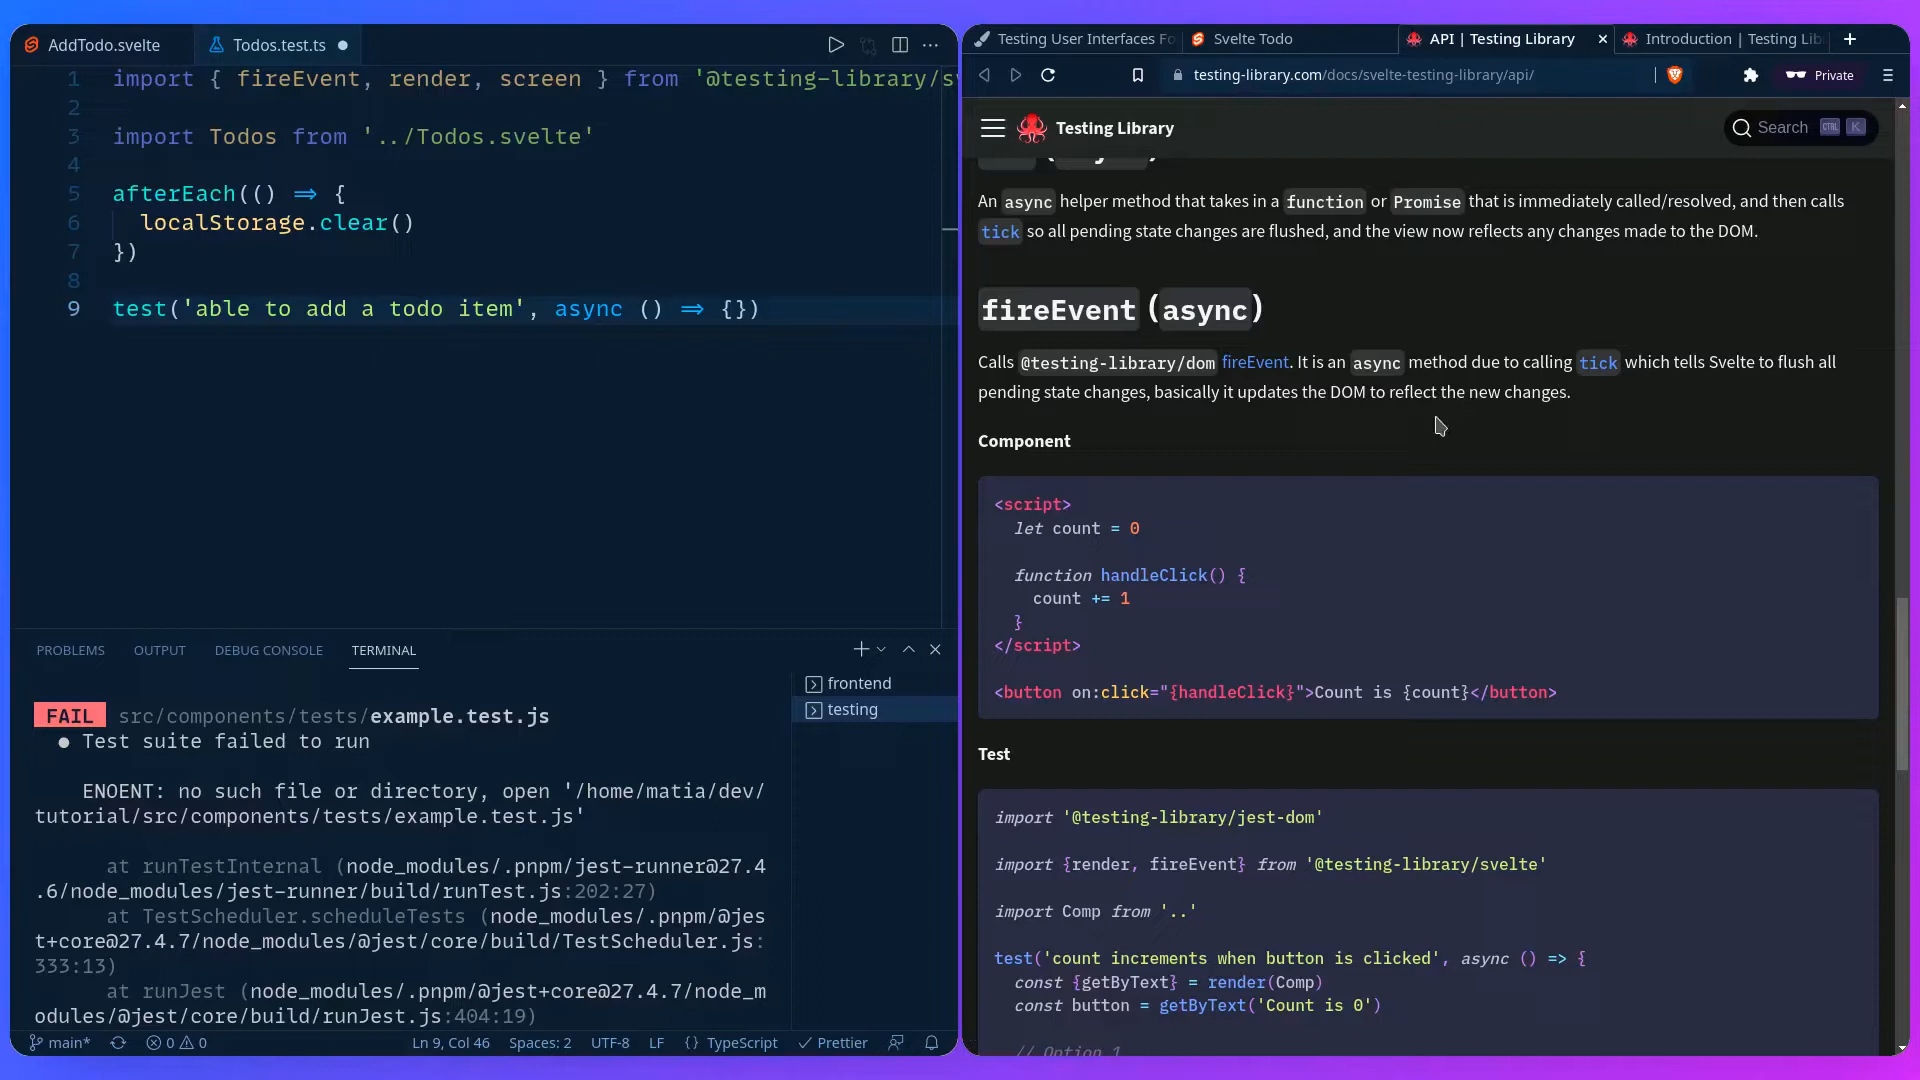 AddTodo.svelte
Todos.test.ts
1 import { fireEvent, render, screen } from '@testing-library/s
2
3 import Todos from '../Todos.svelte'
4
5 afterEach(() ⇒ {
6 localStorage.clear()
7 })
8
9 test('able to add a todo item', async () ⇒ {})
PROBLEMS OUTPUT DEBUG CONSOLE TERMINAL
frontend
testing
FAIL src/components/tests/example.test.js
● Test suite failed to run
ENOENT: no such file or directory, open '/home/matia/dev/
tutorial/src/components/tests/example.test.js'
at runTestInternal (node_modules/.pnpm/jest-runner@27.4
.6/node_modules/jest-runner/build/runTest.js:202:27)
at TestScheduler.scheduleTests (node_modules/.pnpm/@jes
t+core@27.4.7/node_modules/@jest/core/build/TestScheduler.js:
333:13)
at runJest (node_modules/.pnpm/@jest+core@27.4.7/node_m
odules/@jest/core/build/runJest.js:404:19)
main* 0 0 Ln 9, Col 46 Spaces: 2 UTF-8 LF {} TypeScript Prettier
Testing User Interfaces Fo
Svelte Todo
API | Testing Library
Introduction | Testing Lib
testing-library.com/docs/svelte-testing-library/api/
Private
Testing Library
Search CTRL K
An async helper method that takes in a function or Promise that is immediately called/resolved, and then calls
tick so all pending state changes are flushed, and the view now reflects any changes made to the DOM.
fireEvent (async)
Calls @testing-library/dom fireEvent. It is an async method due to calling tick which tells Svelte to flush all
pending state changes, basically it updates the DOM to reflect the new changes.
Component
<script>
let count = 0
function handleClick() {
count += 1
}
</script>
<button on:click="{handleClick}">Count is {count}</button>
Test
import '@testing-library/jest-dom'
import {render, fireEvent} from '@testing-library/svelte'
import Comp from '..'
test('count increments when button is clicked', async () => {
const {getByText} = render(Comp)
const button = getByText('Count is 0')
// Option 1